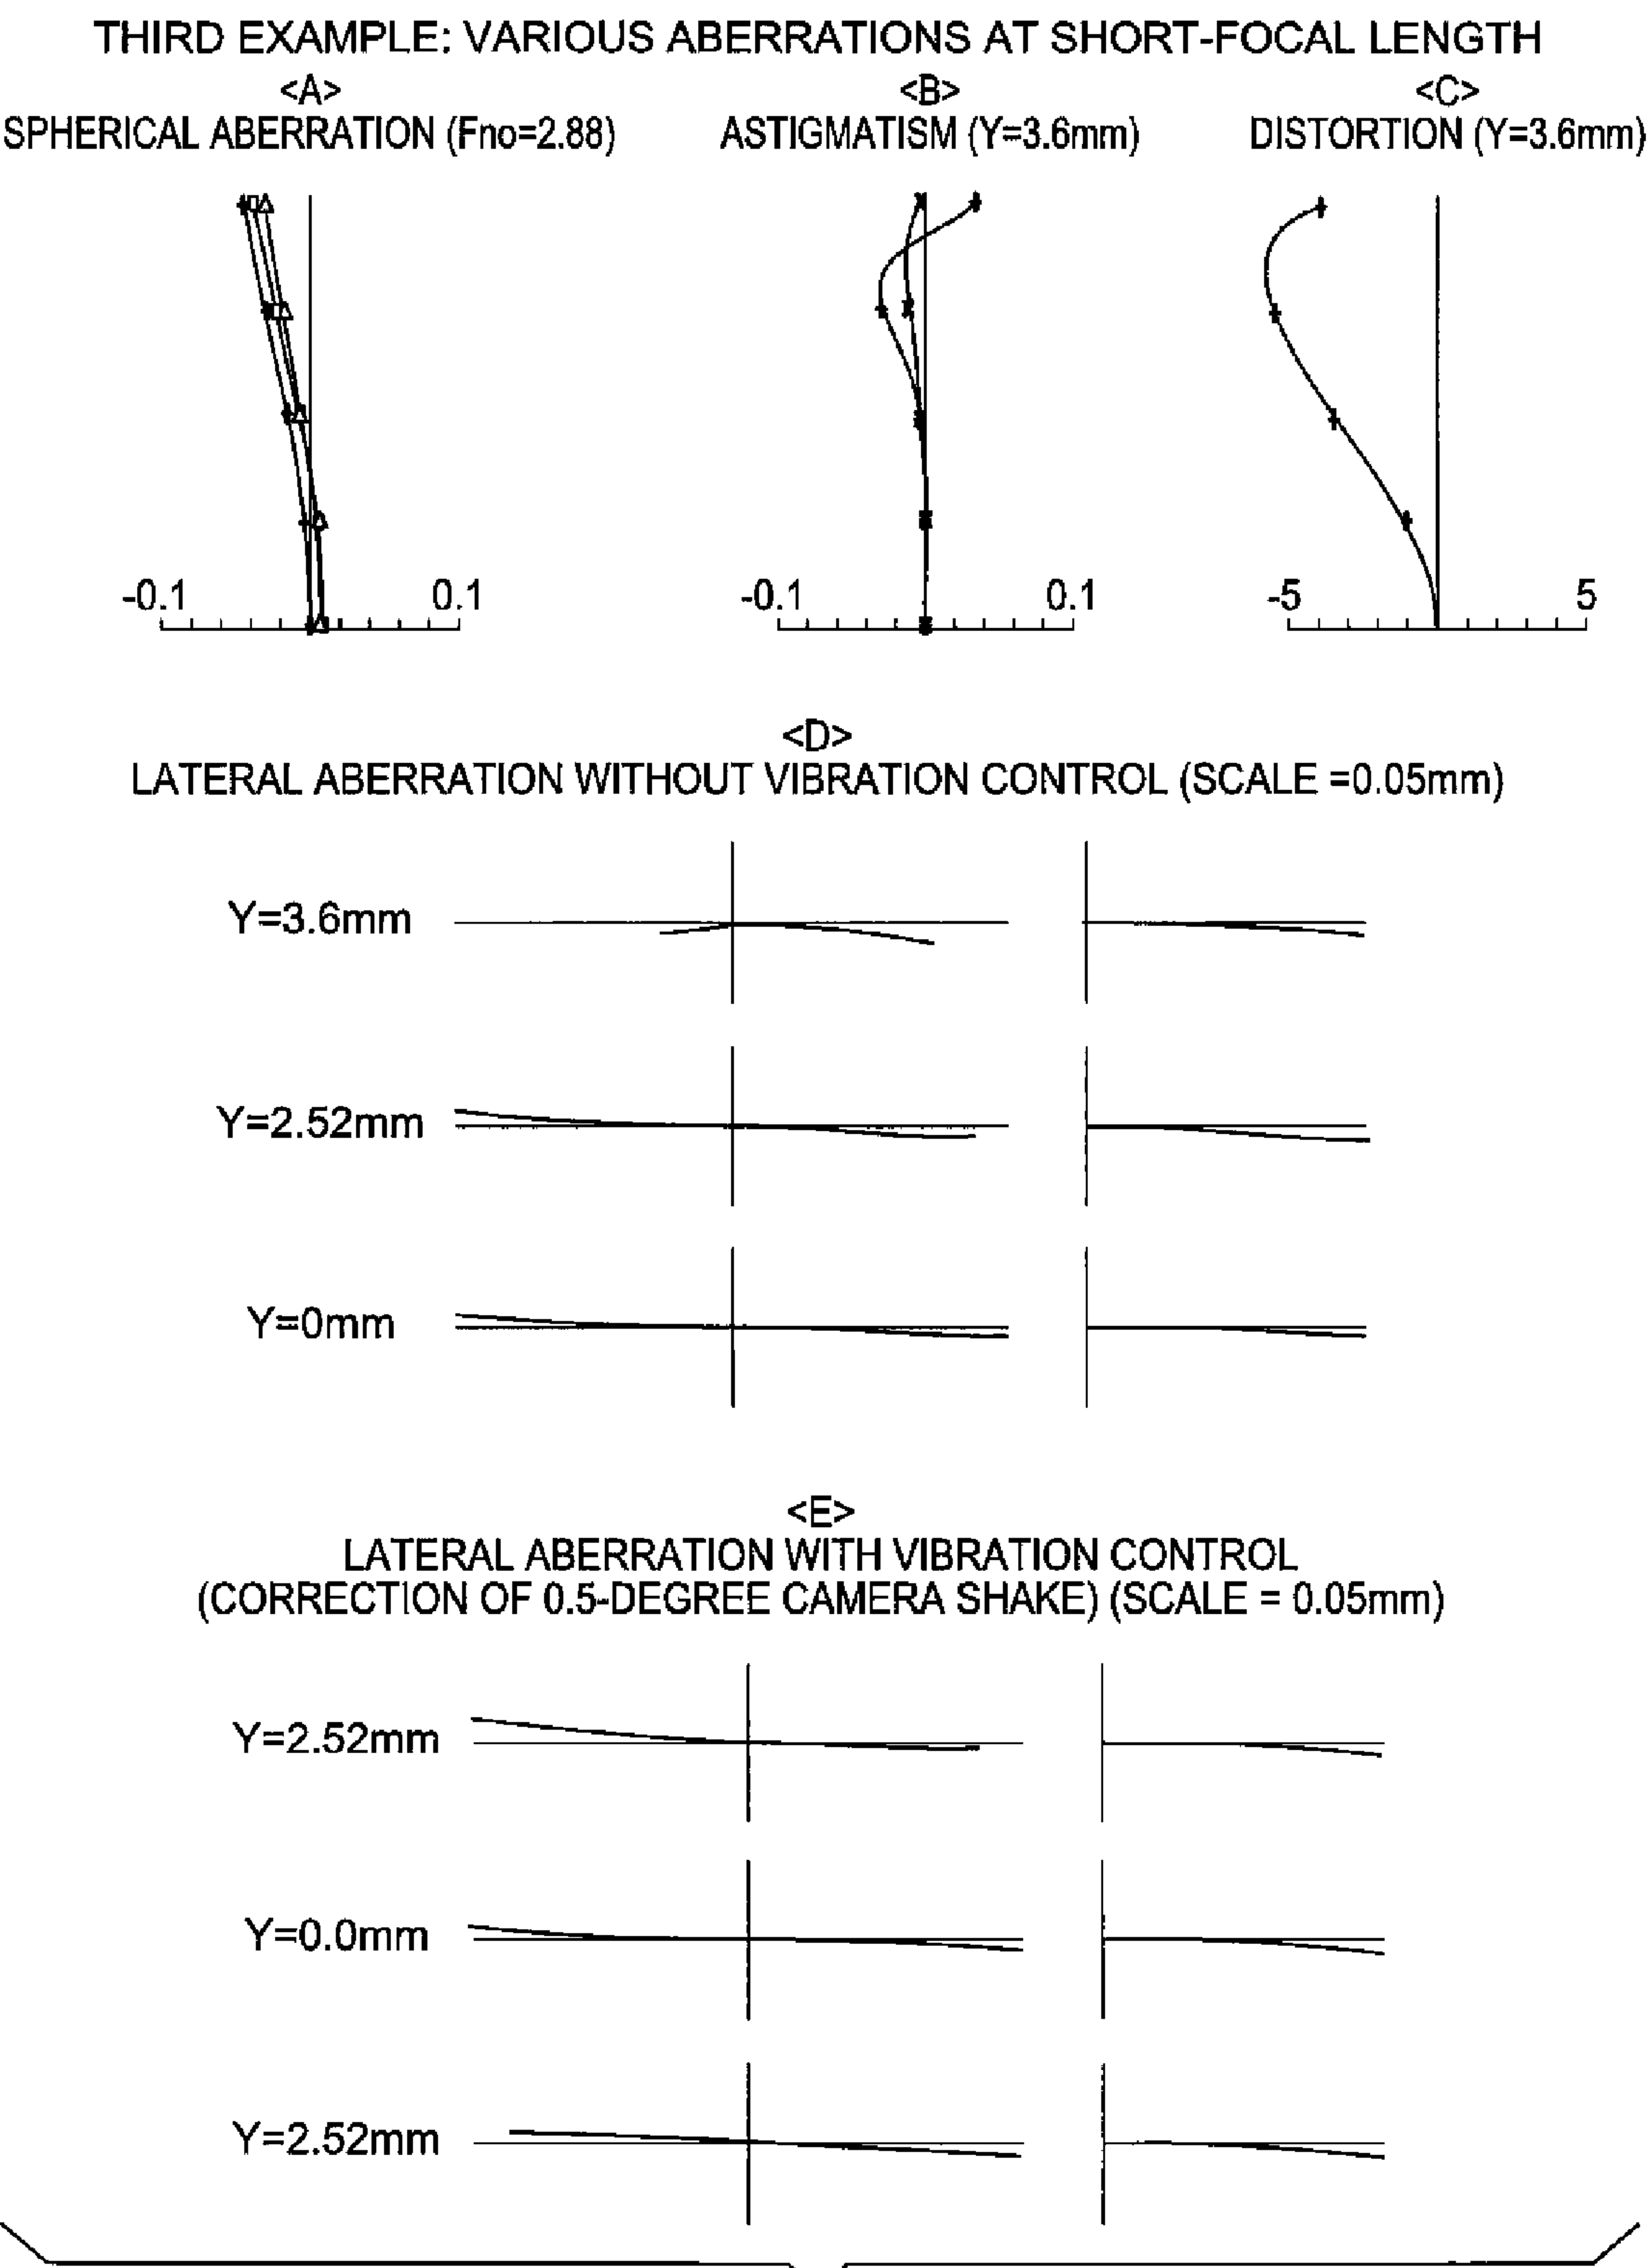 THIRD EXAMPLE: VARIOUS ABERRATIONS AT SHORT-FOCAL LENGTH
<A>
SPHERICAL ABERRATION (Fno=2.88)
<B>
ASTIGMATISM (Y=3.6mm)
<C>
DISTORTION (Y=3.6mm)
-0.1 0.1
-0.1 0.1
-5 5
<D>
LATERAL ABERRATION WITHOUT VIBRATION CONTROL (SCALE =0.05mm)
Y=3.6mm
Y=2.52mm
Y=0mm
<E>
LATERAL ABERRATION WITH VIBRATION CONTROL
(CORRECTION OF 0.5-DEGREE CAMERA SHAKE) (SCALE = 0.05mm)
Y=2.52mm
Y=0.0mm
Y=2.52mm